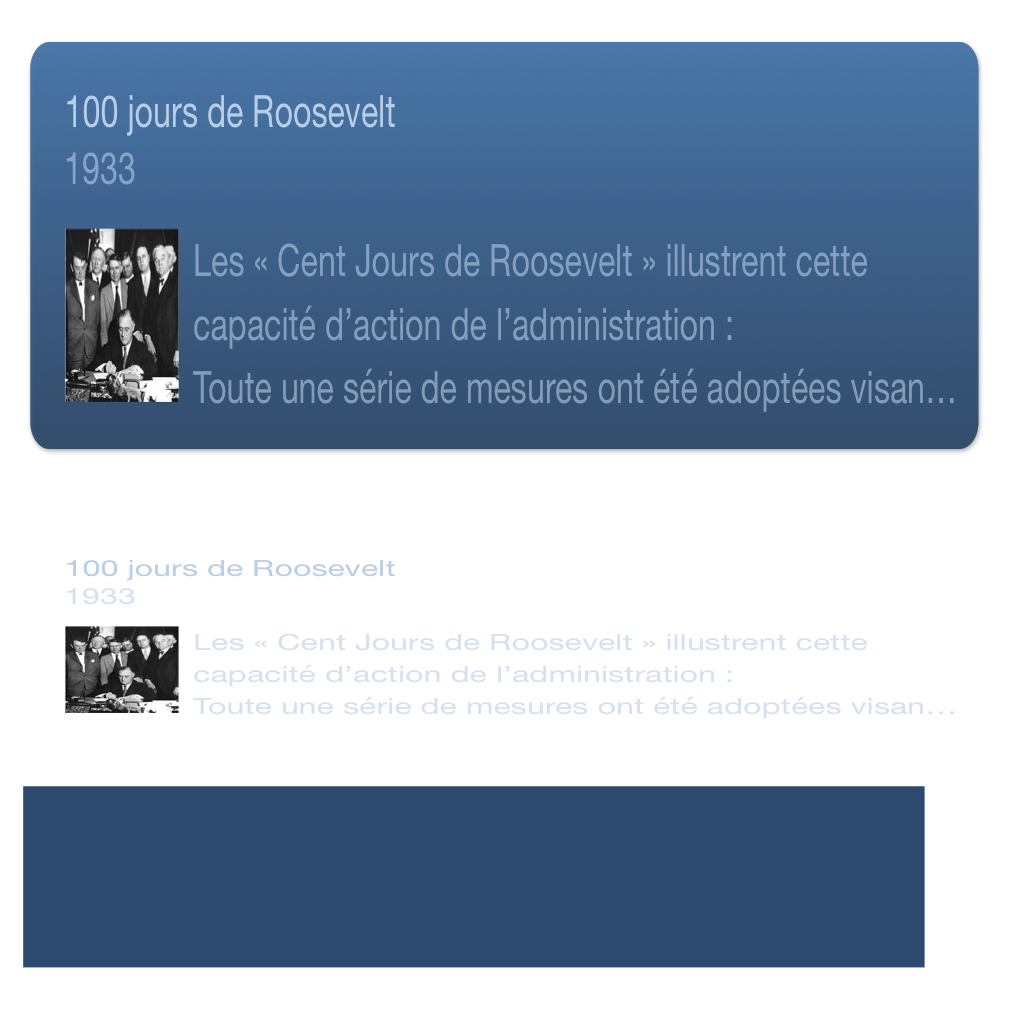 100 jours de Roosevelt
1933
Les « Cent Jours de Roosevelt » illustrent cette
capacité d’action de l’administration :
Toute une série de mesures ont été adoptées visan…
100 jours de Roosevelt
1933
Les « Cent Jours de Roosevelt » illustrent cette
capacité d’action de l’administration :
Toute une série de mesures ont été adoptées visan…